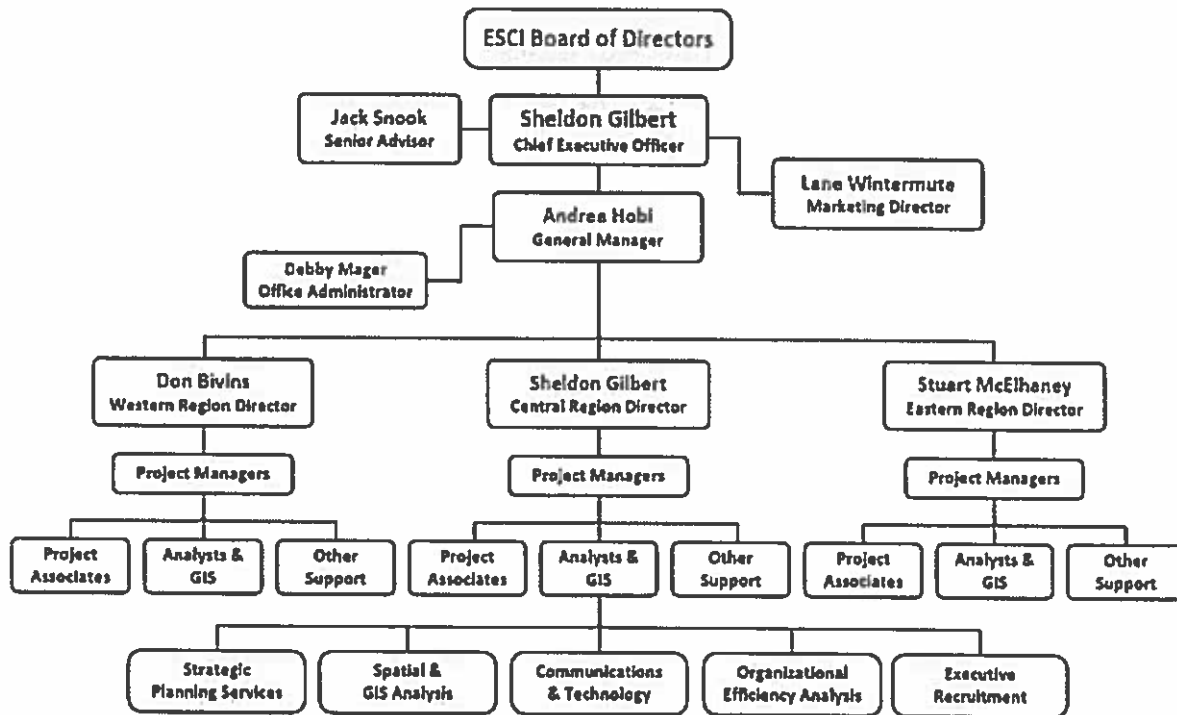 ESCI Board of Directors
Jack Snook
Senior Advisor
Sheldon Gilbert
Chief Executive Officer
Lane Wintermute
Marketing Director
Andrea Hobi
General Manager
Debby Mager
Office Administrator
Don Bivins
Western Region Director
Sheldon Gilbert
Central Region Director
Stuart McElhaney
Eastern Region Director
Project Managers
Project Managers
Project Managers
Project
Associates
Analysts &
GIS
Other
Support
Project
Associates
Analysts &
GIS
Other
Support
Project
Associates
Analysts &
GIS
Other
Support
Strategic
Planning Services
Spatial &
GIS Analysis
Communications
& Technology
Organizational
Efficiency Analysis
Executive
Recruitment